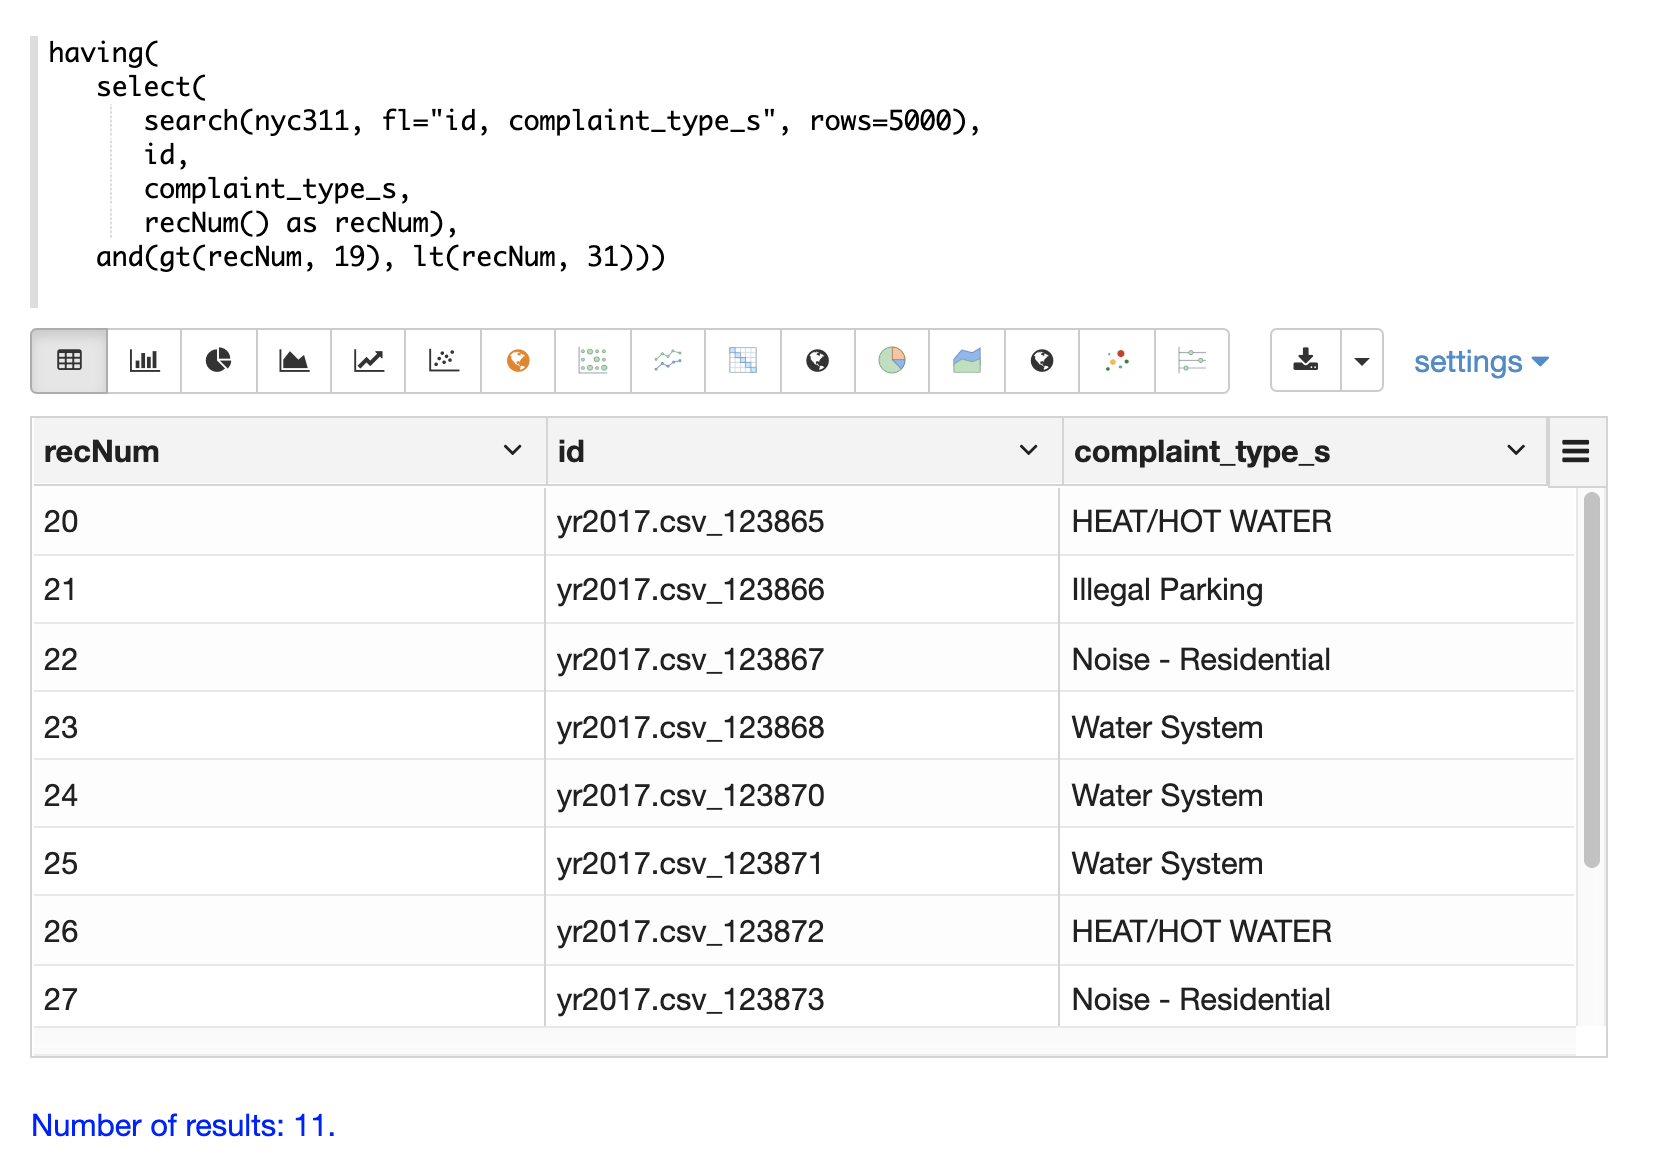 having(
select(
search(nyc311, fl="id, complaint_type_s", rows=5000),
id,
complaint_type_s,
recNum() as recNum),
and(gt(recNum, 19), lt(recNum, 31)))
settings
recNum id complaint_type_s
20 yr2017.csv_123865 HEAT/HOT WATER
21 yr2017.csv_123866 Illegal Parking
22 yr2017.csv_123867 Noise - Residential
23 yr2017.csv_123868 Water System
24 yr2017.csv_123870 Water System
25 yr2017.csv_123871 Water System
26 yr2017.csv_123872 HEAT/HOT WATER
27 yr2017.csv_123873 Noise - Residential
Number of results: 11.